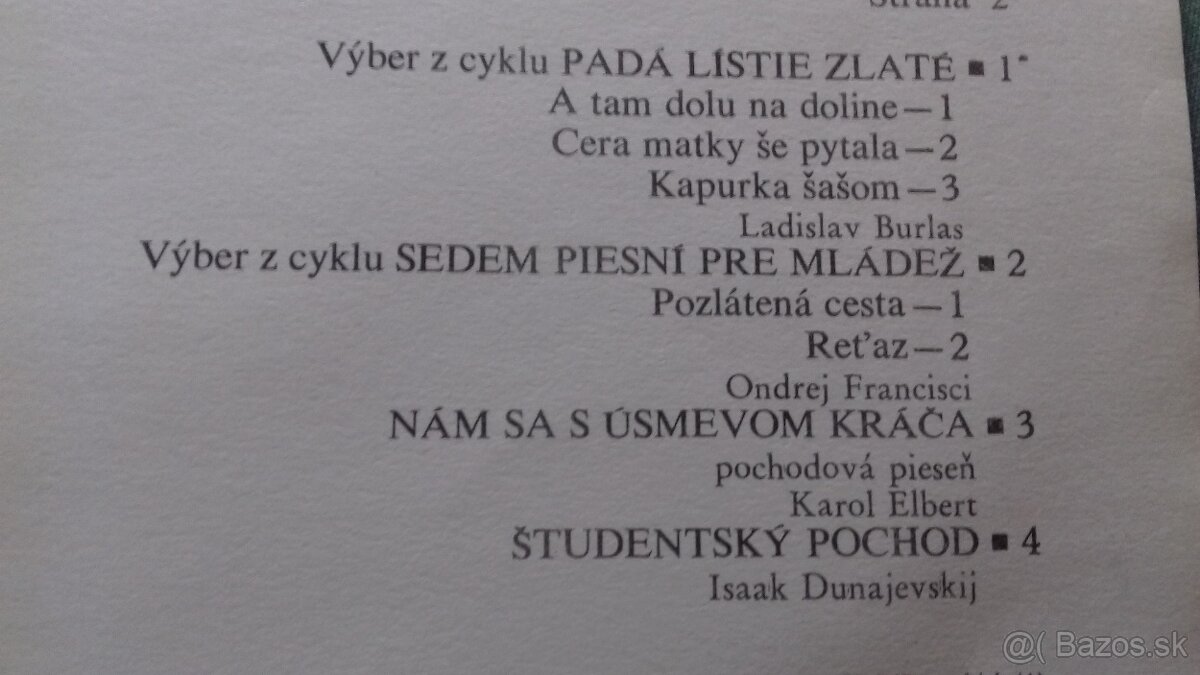 Strana 2
Výber z cyklu PADÁ LÍSTIE ZLATÉ ■ 1
A tam dolu na doline — 1
Cera matky še pytala — 2
Kapurka šašom — 3
Ladislav Burlas
Výber z cyklu SEDEM PIESNÍ PRE MLÁDEŽ ■ 2
Pozlátená cesta — 1
Reťaz — 2
Ondrej Francisci
NÁM SA S ÚSMEVOM KRÁČA ■ 3
pochodová pieseň
Karol Elbert
ŠTUDENTSKÝ POCHOD ■ 4
Isaak Dunajevskij
@( Bazos.sk